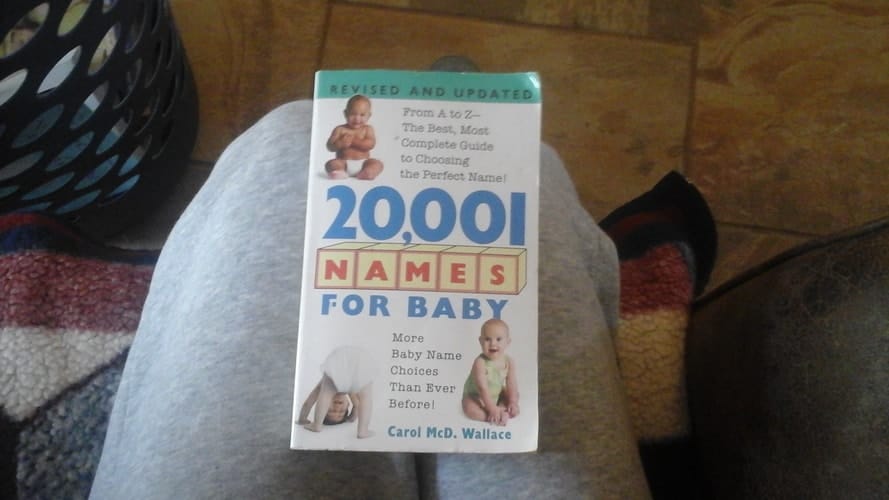 REVISED AND UPDATED
From A to Z—
The Best, Most
Complete Guide
to Choosing
the Perfect Name!
20,001
NAMES
FOR BABY
More
Baby Name
Choices
Than Ever
Before!
Carol McD. Wallace